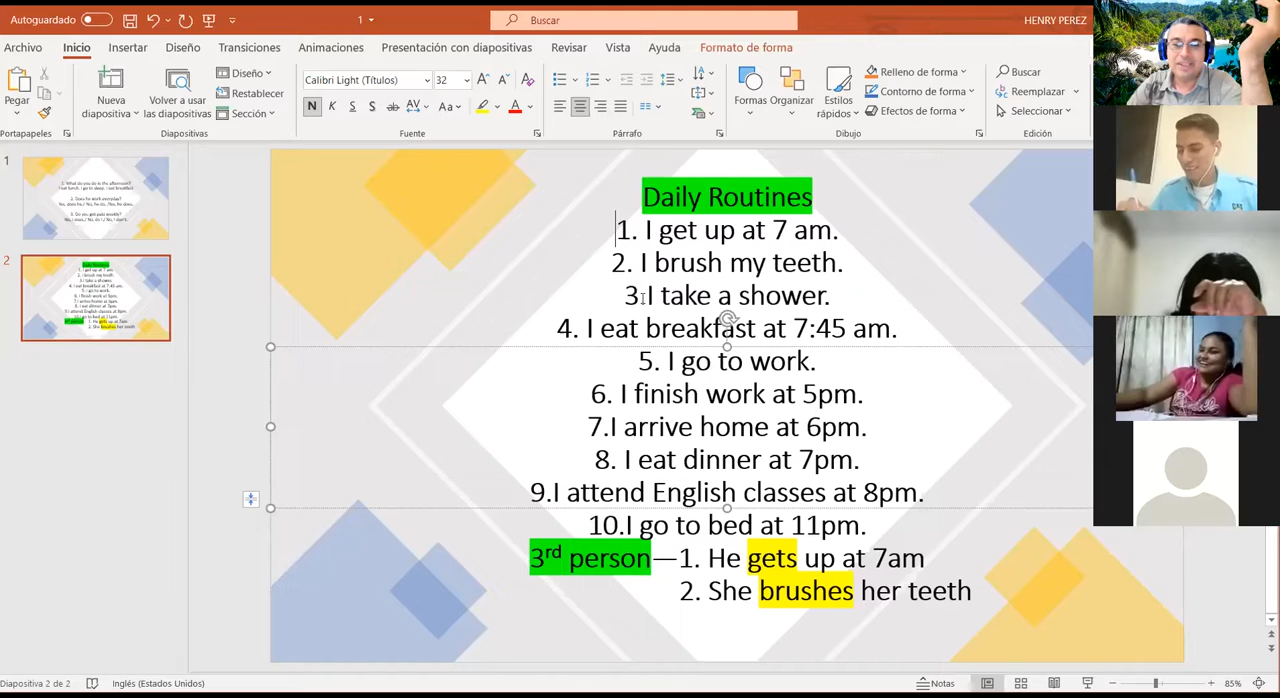 Autoguardado
1
Buscar
HENRY PEREZ
Archivo Inicio Insertar Diseño Transiciones Animaciones Presentación con diapositivas Revisar Vista Ayuda Formato de forma
Pegar
Portapapeles
Nueva diapositiva
Volver a usar las diapositivas
Diseño
Restablecer
Sección
Diapositivas
Calibri Light (Títulos) 32
N K S S ab AV Aa A
Fuente
Párrafo
Formas
Organizar
Estilos rápidos
Relleno de forma
Contorno de forma
Efectos de forma
Dibujo
Buscar
Reemplazar
Seleccionar
Edición
1
2
Daily Routines
1. I get up at 7 am.
2. I brush my teeth.
3.I take a shower.
4. I eat breakfast at 7:45 am.
5. I go to work.
6. I finish work at 5pm.
7.I arrive home at 6pm.
8. I eat dinner at 7pm.
9.I attend English classes at 8pm.
10.I go to bed at 11pm.
3rd person—1. He gets up at 7am
2. She brushes her teeth
Diapositiva 2 de 2
Inglés (Estados Unidos)
Notas
85%